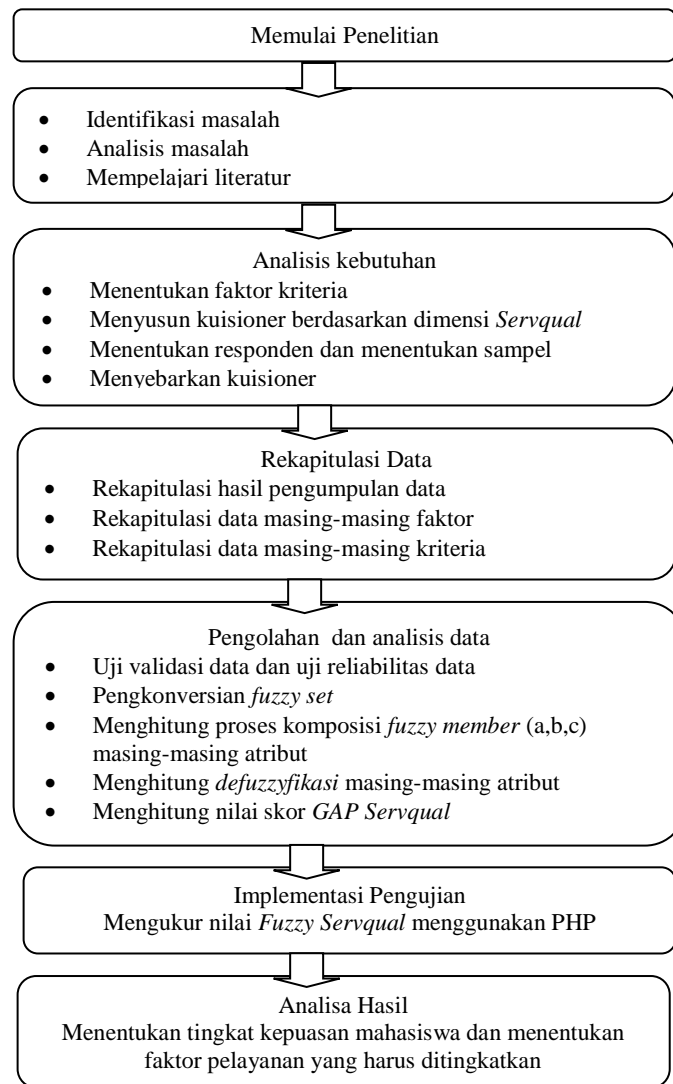 Memulai Penelitian
• Identifikasi masalah
• Analisis masalah
• Mempelajari literatur
Analisis kebutuhan
• Menentukan faktor kriteria
• Menyusun kuisioner berdasarkan dimensi Servqual
• Menentukan responden dan menentukan sampel
• Menyebarkan kuisioner
Rekapitulasi Data
• Rekapitulasi hasil pengumpulan data
• Rekapitulasi data masing-masing faktor
• Rekapitulasi data masing-masing kriteria
Pengolahan dan analisis data
• Uji validasi data dan uji reliabilitas data
• Pengkonversian fuzzy set
• Menghitung proses komposisi fuzzy member (a,b,c)
masing-masing atribut
• Menghitung defuzzyfikasi masing-masing atribut
• Menghitung nilai skor GAP Servqual
Implementasi Pengujian
Mengukur nilai Fuzzy Servqual menggunakan PHP
Analisa Hasil
Menentukan tingkat kepuasan mahasiswa dan menentukan
faktor pelayanan yang harus ditingkatkan